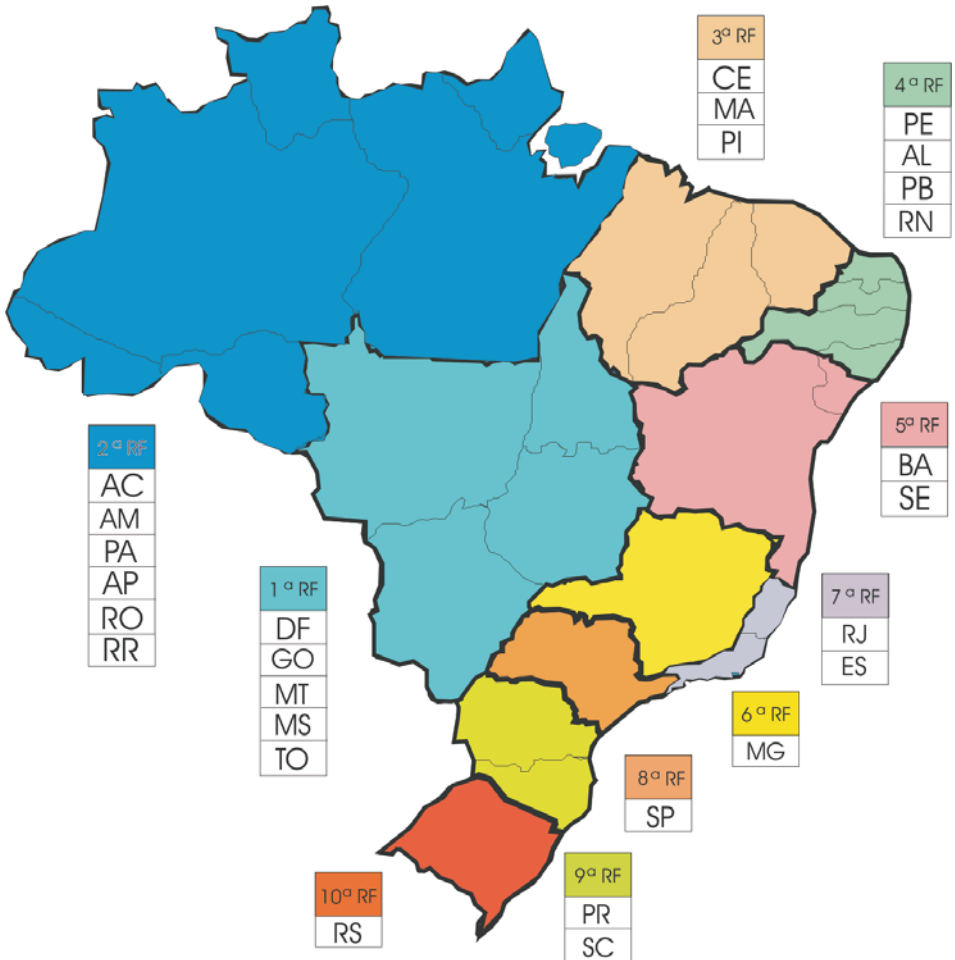 3ª RF
CE
MA
PI
4ª RF
PE
AL
PB
RN
2ª RF
AC
AM
PA
AP
RO
RR
5ª RF
BA
SE
1ª RF
DF
GO
MT
MS
TO
7ª RF
RJ
ES
6ª RF
MG
8ª RF
SP
10ª RF
RS
9ª RF
PR
SC